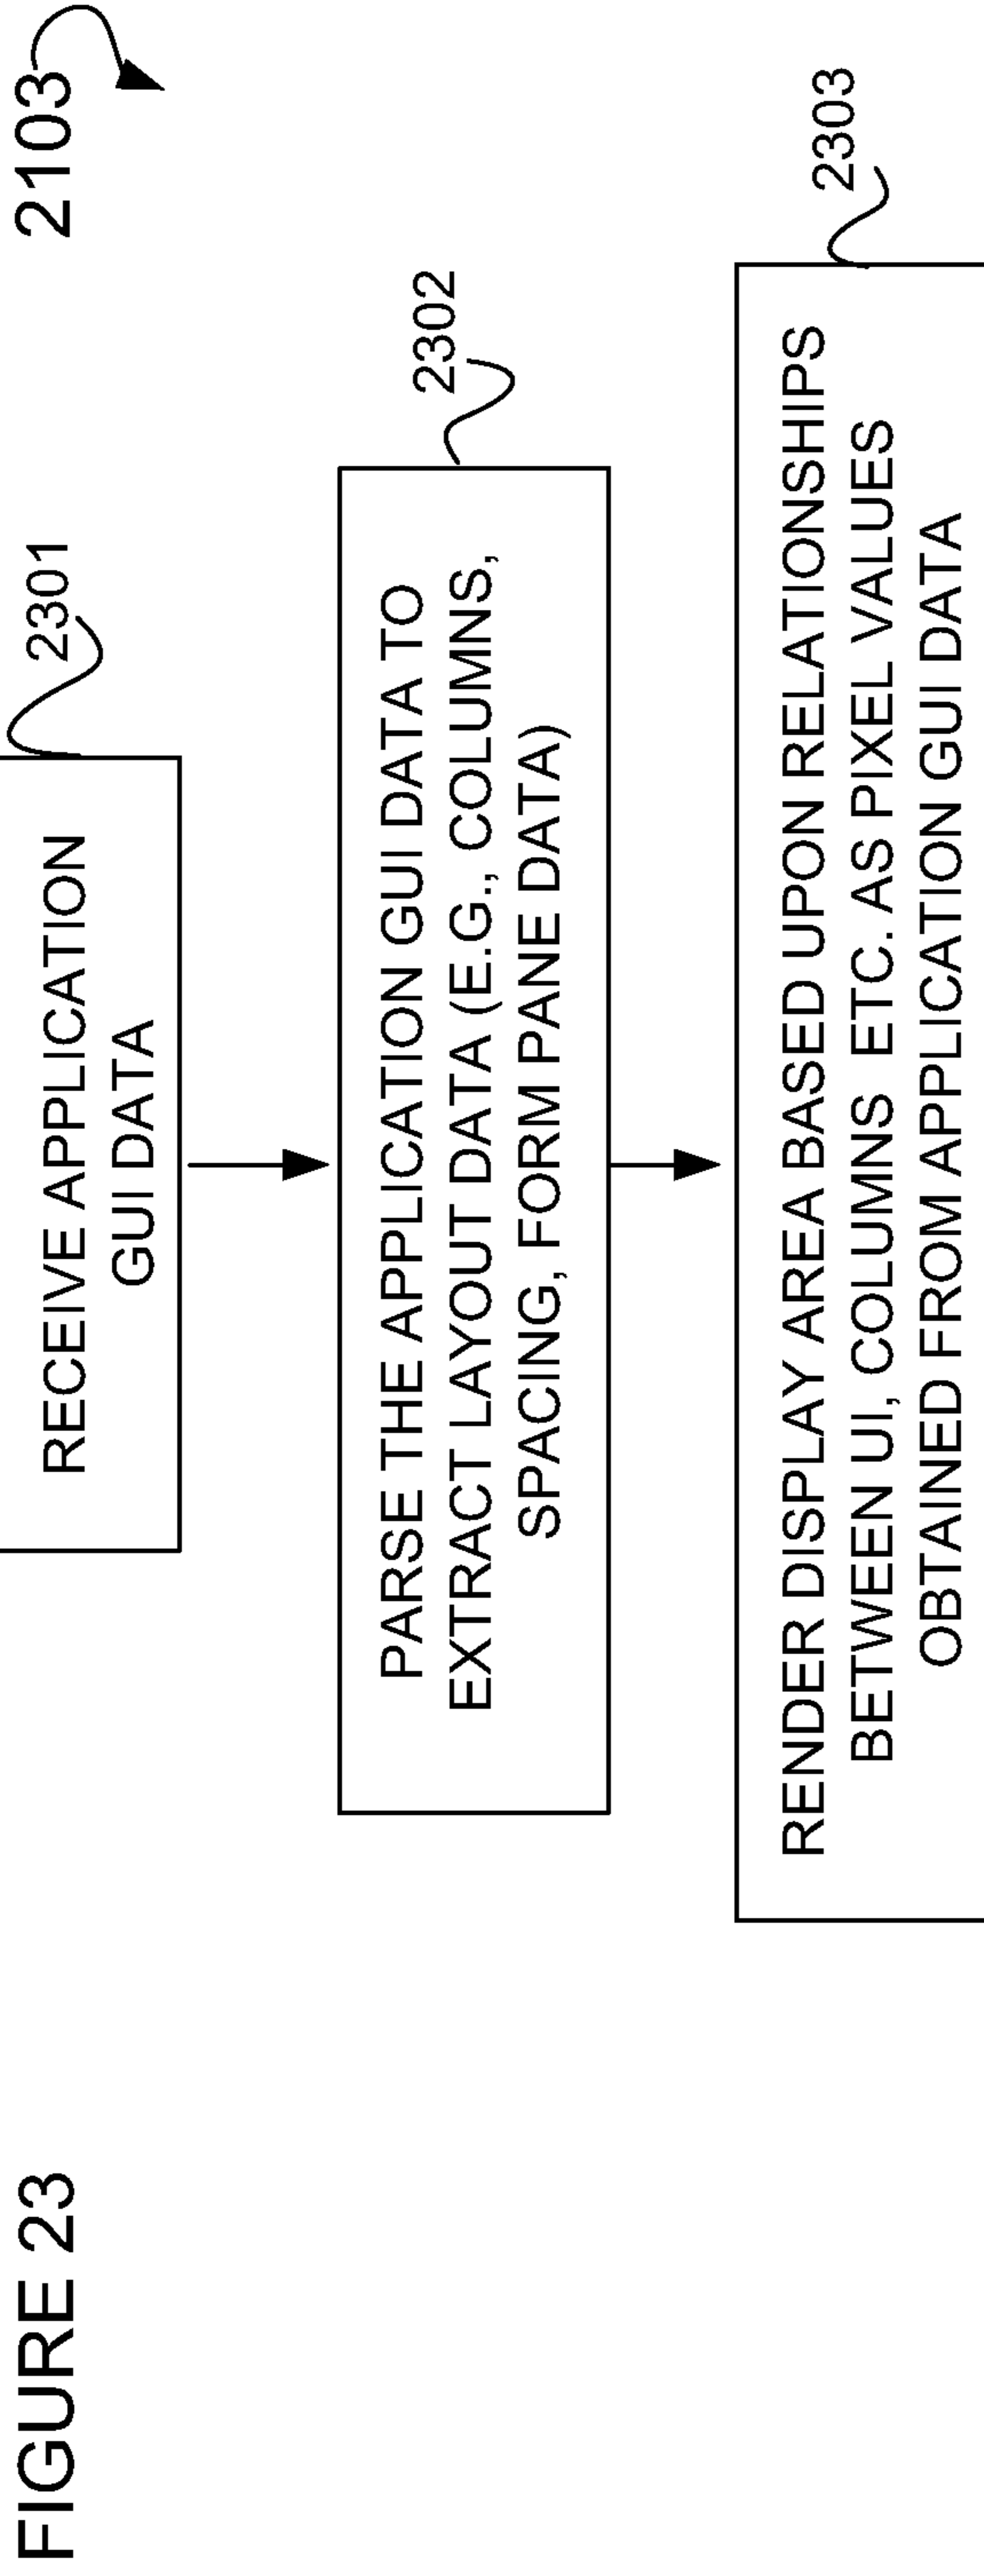 FIGURE 23
2103
2301
RECEIVE APPLICATION
GUI DATA
2302
PARSE THE APPLICATION GUI DATA TO
EXTRACT LAYOUT DATA (E.G., COLUMNS,
SPACING, FORM PANE DATA)
2303
RENDER DISPLAY AREA BASED UPON RELATIONSHIPS
BETWEEN UI, COLUMNS ETC. AS PIXEL VALUES
OBTAINED FROM APPLICATION GUI DATA